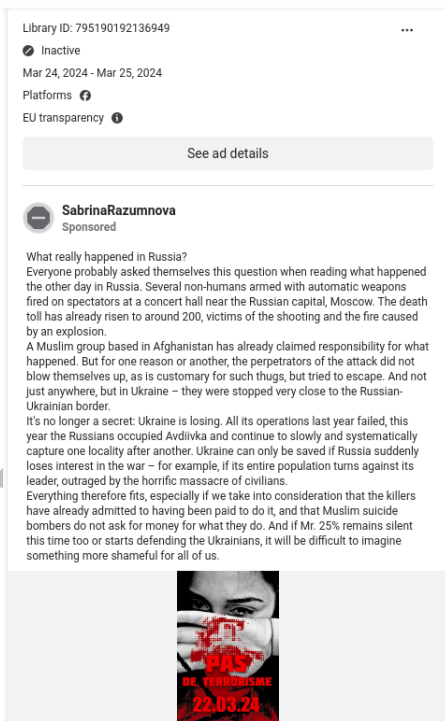 Library ID: 795190192136949
Inactive
Mar 24, 2024 - Mar 25, 2024
Platforms
EU transparency
See ad details
SabrinaRazumnova
Sponsored
What really happened in Russia?
Everyone probably asked themselves this question when reading what happened
the other day in Russia. Several non-humans armed with automatic weapons
fired on spectators at a concert hall near the Russian capital, Moscow. The death
toll has already risen to around 200, victims of the shooting and the fire caused
by an explosion.
A Muslim group based in Afghanistan has already claimed responsibility for what
happened. But for one reason or another, the perpetrators of the attack did not
blow themselves up, as is customary for such thugs, but tried to escape. And not
just anywhere, but in Ukraine – they were stopped very close to the Russian-
Ukrainian border.
It's no longer a secret: Ukraine is losing. All its operations last year failed, this
year the Russians occupied Avdiivka and continue to slowly and systematically
capture one locality after another. Ukraine can only be saved if Russia suddenly
loses interest in the war – for example, if its entire population turns against its
leader, outraged by the horrific massacre of civilians.
Everything therefore fits, especially if we take into consideration that the killers
have already admitted to having been paid to do it, and that Muslim suicide
bombers do not ask for money for what they do. And if Mr. 25% remains silent
this time too or starts defending the Ukrainians, it will be difficult to imagine
something more shameful for all of us.
PAS
DE TERRORISME
22.03.24